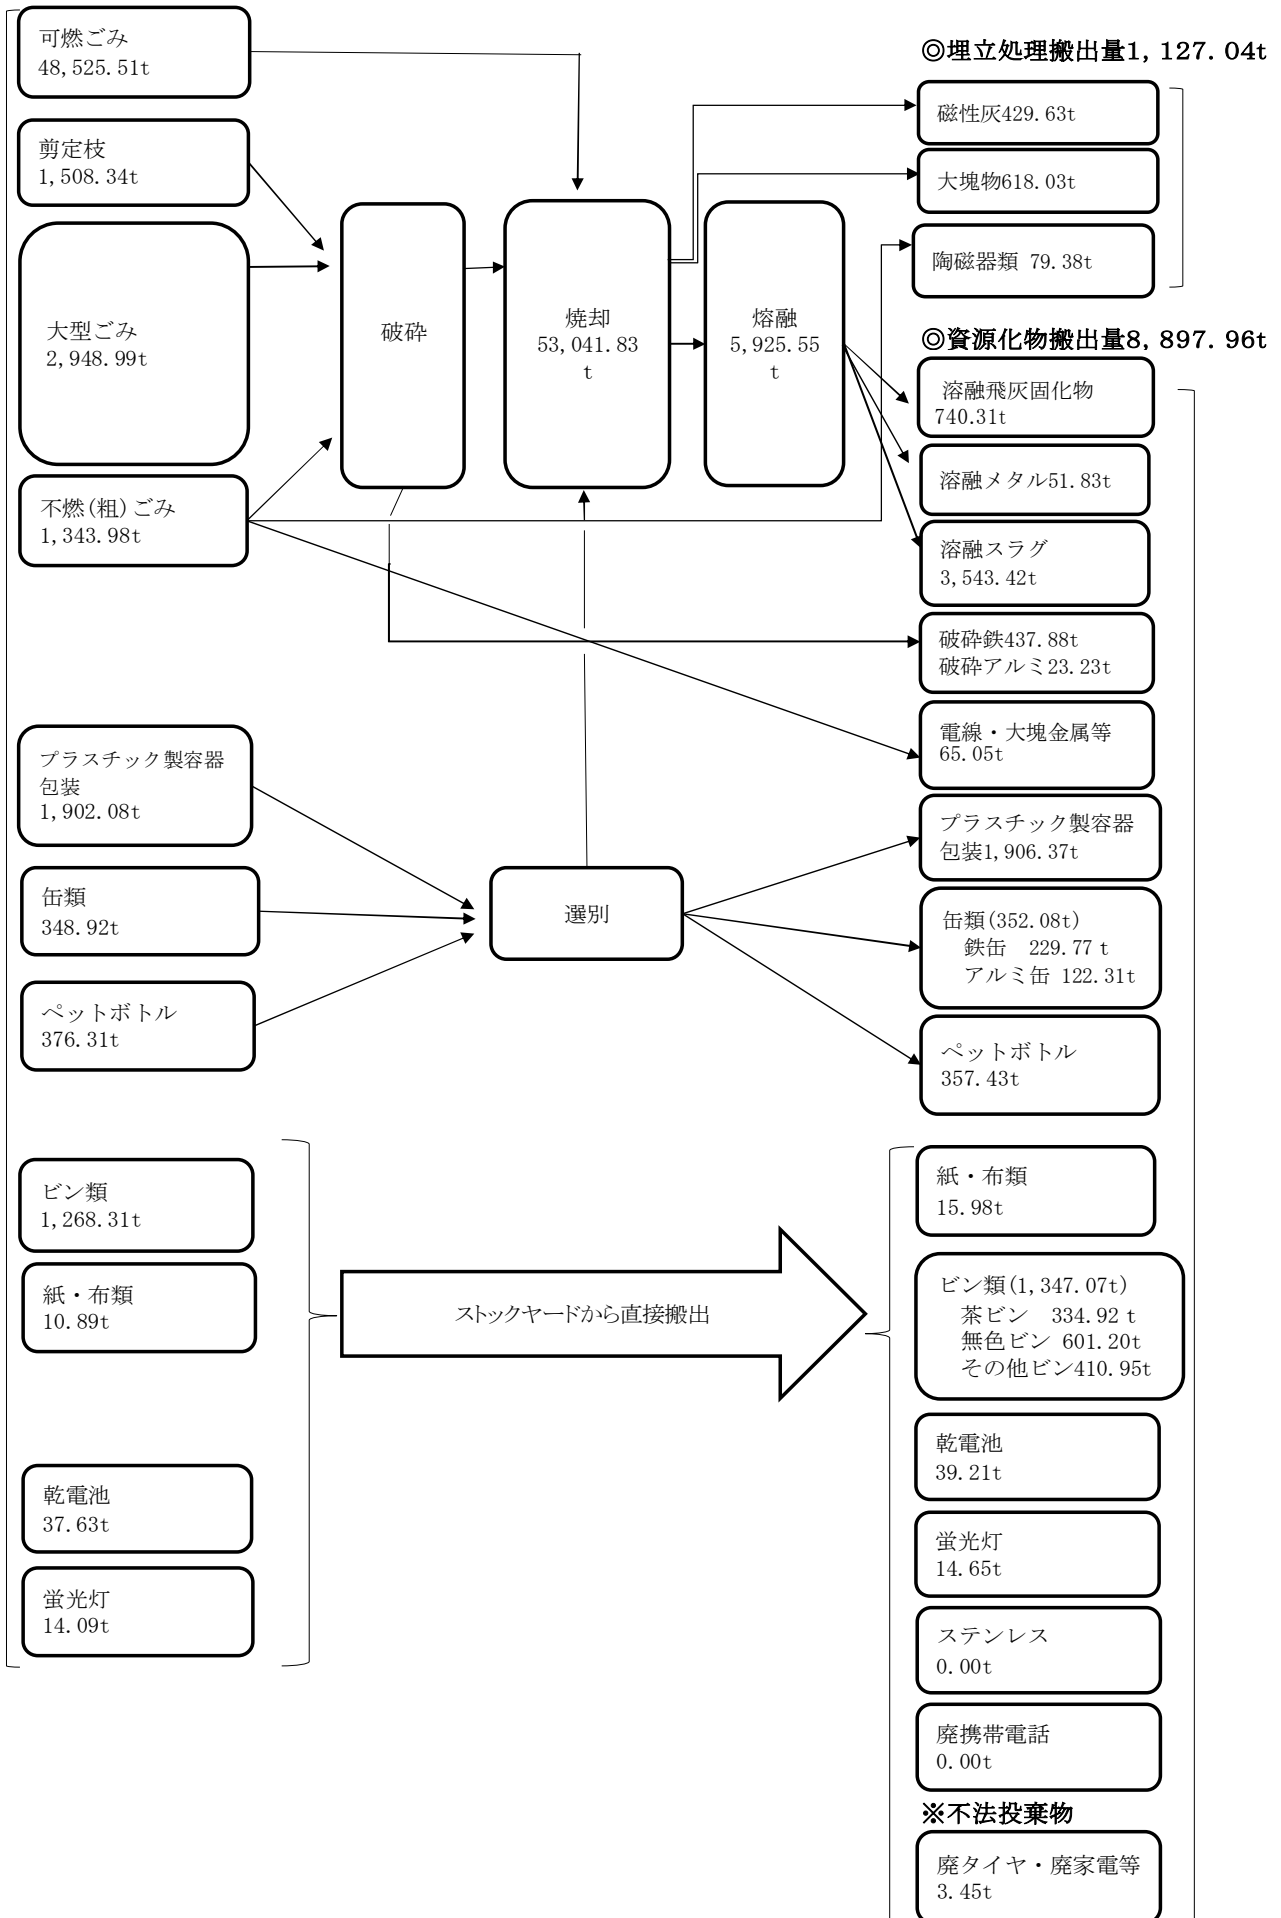 可燃ごみ
48,525.51t
剪定枝
1,508.34t
大型ごみ
2,948.99t
不燃(粗)ごみ
1,343.98t
プラスチック製容器
包装
1,902.08t
缶類
348.92t
ペットボトル
376.31t
ビン類
1,268.31t
紙・布類
10.89t
乾電池
37.63t
蛍光灯
14.09t
破砕
焼却
53,041.83
t
熔融
5,925.55
t
選別
ストックヤードから直接搬出
◎埋立処理搬出量1,127.04t
磁性灰429.63t
大塊物618.03t
陶磁器類 79.38t
◎資源化物搬出量8,897.96t
溶融飛灰固化物
740.31t
溶融メタル51.83t
溶融スラグ
3,543.42t
破砕鉄437.88t
破砕アルミ23.23t
電線・大塊金属等
65.05t
プラスチック製容器
包装1,906.37t
缶類(352.08t)
鉄缶 229.77 t
アルミ缶 122.31t
ペットボトル
357.43t
紙・布類
15.98t
ビン類(1,347.07t)
茶ビン 334.92 t
無色ビン 601.20t
その他ビン410.95t
乾電池
39.21t
蛍光灯
14.65t
ステンレス
0.00t
廃携帯電話
0.00t
※不法投棄物
廃タイヤ・廃家電等
3.45t